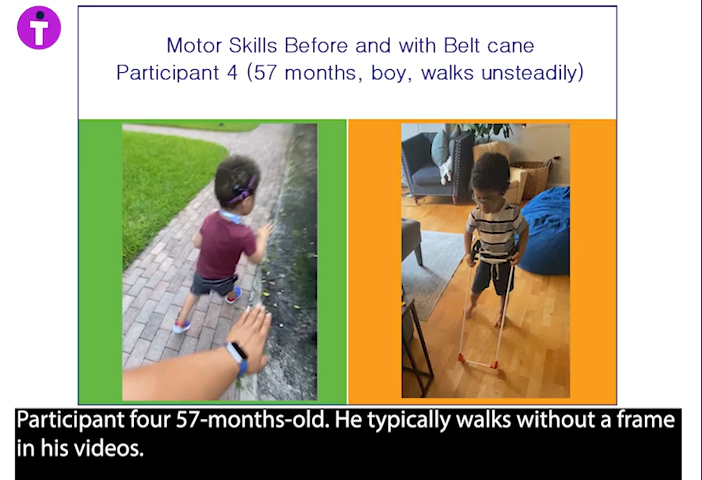 Motor Skills Before and with Belt cane
Participant 4 (57 months, boy, walks unsteadily)
Participant four 57-months-old. He typically walks without a frame
in his videos.